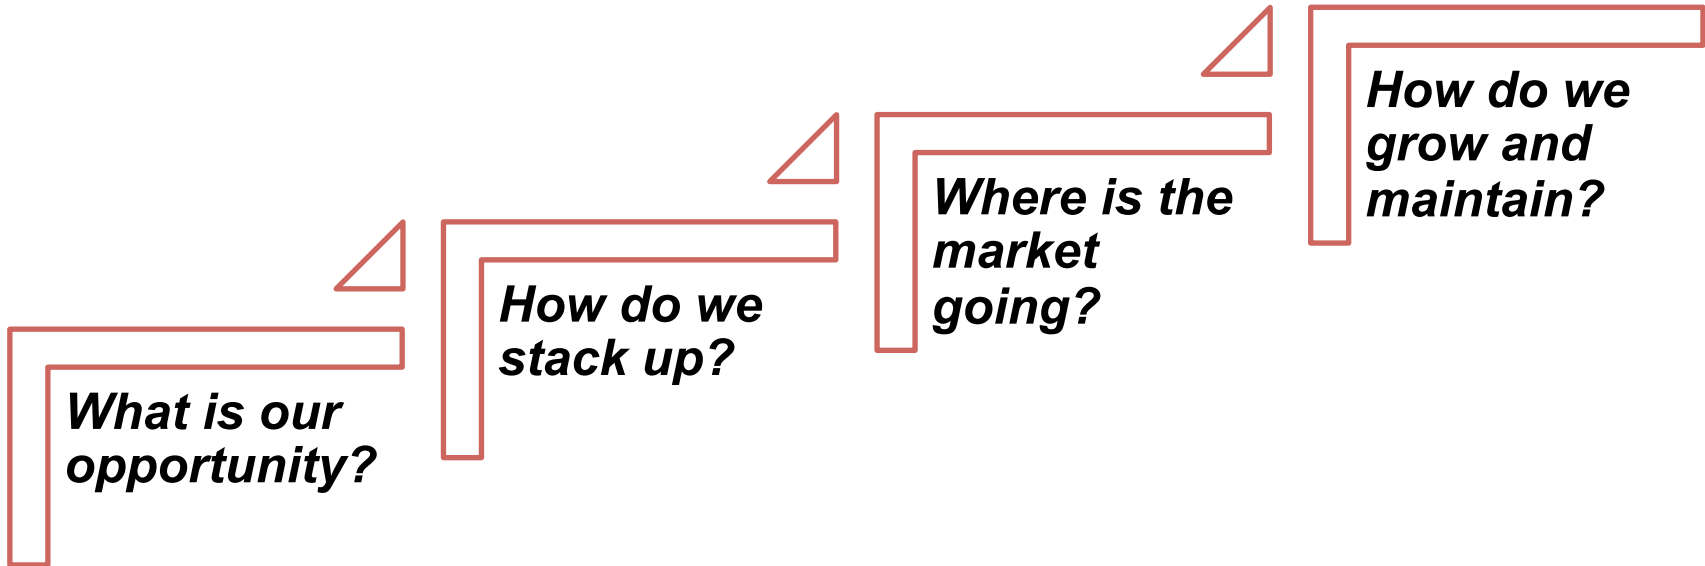 What is our
opportunity?
How do we
stack up?
Where is the
market
going?
How do we
grow and
maintain?